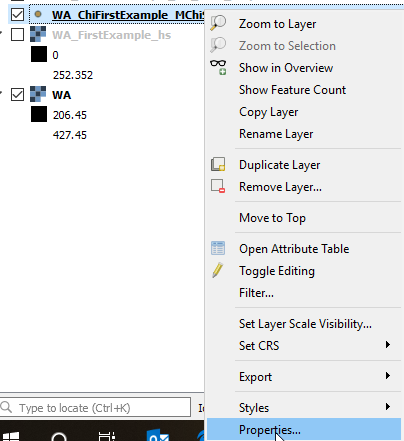 WA_ChiFirstExample_MChiS
WA_FirstExample_hs
0
252.352
WA
206.45
427.45
Zoom to Layer
Zoom to Selection
Show in Overview
Show Feature Count
Copy Layer
Rename Layer
Duplicate Layer
Remove Layer...
Move to Top
Open Attribute Table
Toggle Editing
Filter...
Set Layer Scale Visibility...
Set CRS
Export
Styles
Properties...
Type to locate (Ctrl+K)